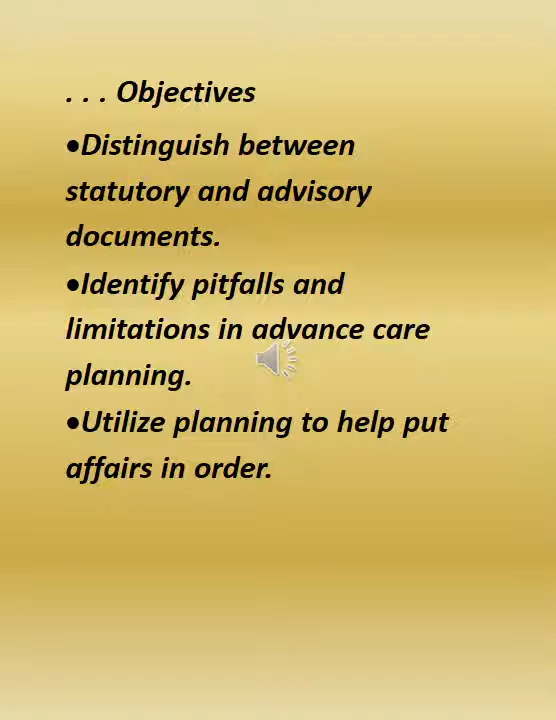 . . . Objectives
•Distinguish between
statutory and advisory
documents.
•Identify pitfalls and
limitations in advance care
planning.
•Utilize planning to help put
affairs in order.